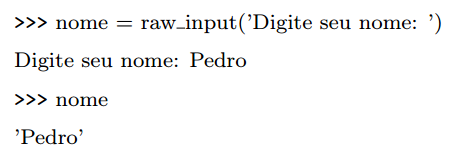 >>> nome = raw_input(’Digite seu nome: ’)
Digite seu nome: Pedro
>>> nome
’Pedro’